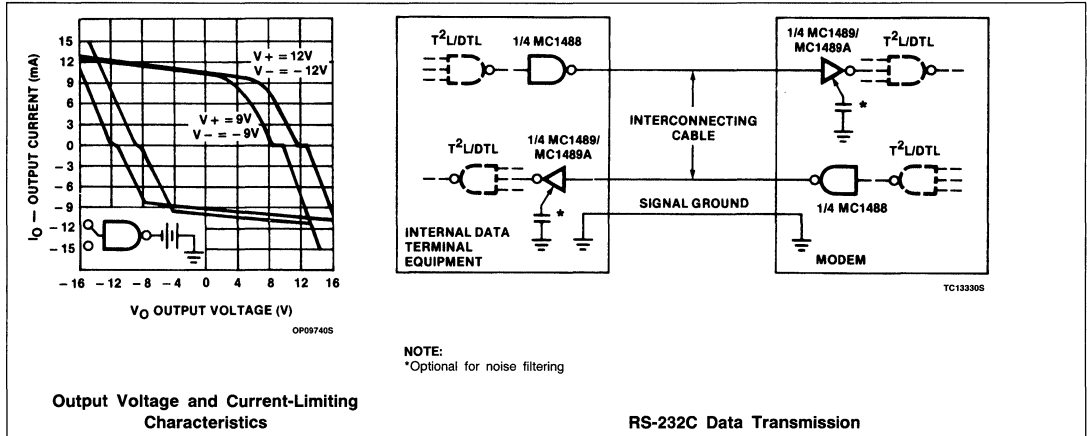 I_O — OUTPUT CURRENT (mA)
15
12
9
6
3
0
– 3
– 6
– 9
– 12
– 15
V + = 12V
V – = –12V
V + = 9V
V – = –9V
– 16 – 12 – 8 – 4 0 4 8 12 16
V_O OUTPUT VOLTAGE (V)
OP09740S
Output Voltage and Current-Limiting
Characteristics
T²L/DTL
1/4 MC1488
1/4 MC1489/
MC1489A
T²L/DTL
*
INTERCONNECTING
CABLE
T²L/DTL
1/4 MC1489/
MC1489A
*
T²L/DTL
1/4 MC1488
SIGNAL GROUND
INTERNAL DATA
TERMINAL
EQUIPMENT
MODEM
TC13330S
NOTE:
*Optional for noise filtering
RS-232C Data Transmission